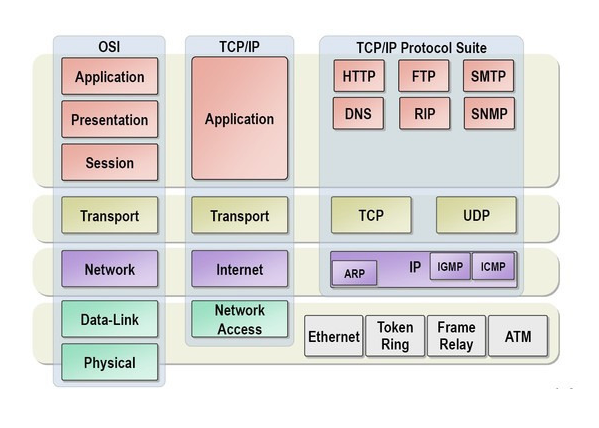 OSI
TCP/IP
TCP/IP Protocol Suite
Application
Presentation
Session
Application
HTTP
FTP
SMTP
DNS
RIP
SNMP
Transport
Transport
TCP
UDP
Network
Internet
ARP
IP
IGMP
ICMP
Data-Link
Physical
Network
Access
Ethernet
Token
Ring
Frame
Relay
ATM